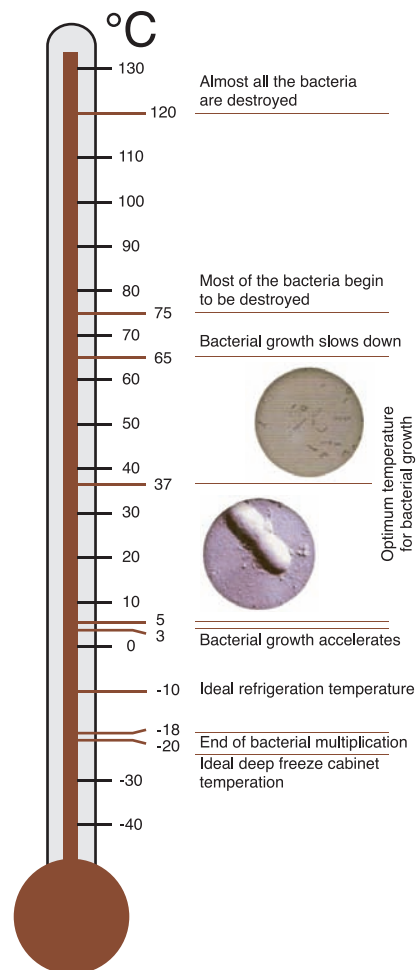 °C
130
Almost all the bacteria
are destroyed
120
110
100
90
80
Most of the bacteria begin
to be destroyed
75
70
Bacterial growth slows down
65
60
50
40
37
Optimum temperature
for bacterial growth
30
20
10
5
3
Bacterial growth accelerates
0
-10
Ideal refrigeration temperature
-18
-20
End of bacterial multiplication
Ideal deep freeze cabinet
temperation
-30
-40